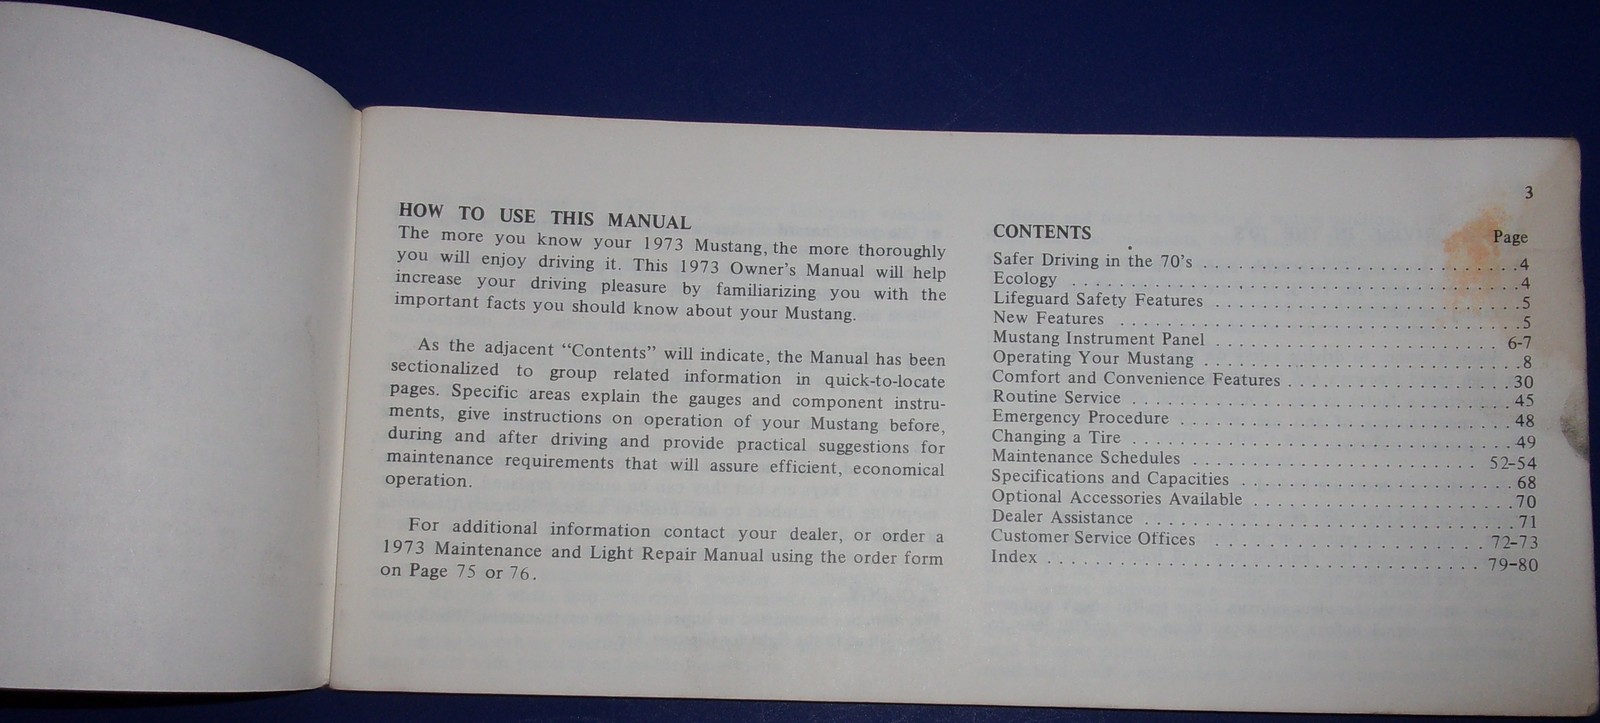 3
HOW TO USE THIS MANUAL
The more you know your 1973 Mustang, the more thoroughly
you will enjoy driving it. This 1973 Owner's Manual will help
increase your driving pleasure by familiarizing you with the
important facts you should know about your Mustang.
As the adjacent “Contents” will indicate, the Manual has been
sectionalized to group related information in quick-to-locate
pages. Specific areas explain the gauges and component instru-
ments, give instructions on operation of your Mustang before,
during and after driving and provide practical suggestions for
maintenance requirements that will assure efficient, economical
operation.
For additional information contact your dealer, or order a
1973 Maintenance and Light Repair Manual using the order form
on Page 75 or 76.
CONTENTS Page
Safer Driving in the 70's . . . . . . . . . . . . . . . . . . . . . . . . . 4
Ecology . . . . . . . . . . . . . . . . . . . . . . . . . . . . . . . . . . 4
Lifeguard Safety Features . . . . . . . . . . . . . . . . . . . . . . . 5
New Features . . . . . . . . . . . . . . . . . . . . . . . . . . . . . . 5
Mustang Instrument Panel . . . . . . . . . . . . . . . . . . . . . . . 6-7
Operating Your Mustang . . . . . . . . . . . . . . . . . . . . . . . . 8
Comfort and Convenience Features . . . . . . . . . . . . . . . . . 30
Routine Service . . . . . . . . . . . . . . . . . . . . . . . . . . . . 45
Emergency Procedure . . . . . . . . . . . . . . . . . . . . . . . . . 48
Changing a Tire . . . . . . . . . . . . . . . . . . . . . . . . . . . . 49
Maintenance Schedules . . . . . . . . . . . . . . . . . . . . . 52-54
Specifications and Capacities . . . . . . . . . . . . . . . . . . . . 68
Optional Accessories Available . . . . . . . . . . . . . . . . . . . 70
Dealer Assistance . . . . . . . . . . . . . . . . . . . . . . . . . . . 71
Customer Service Offices . . . . . . . . . . . . . . . . . . . . 72-73
Index . . . . . . . . . . . . . . . . . . . . . . . . . . . . . . . . 79-80